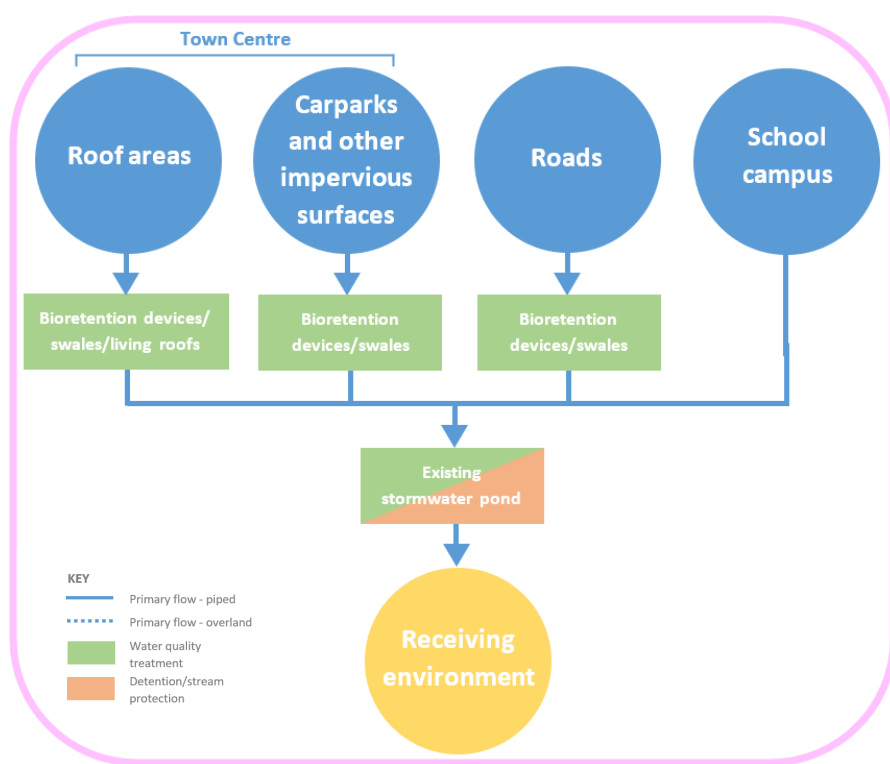 Town Centre
Roof areas
Carparks
and other
impervious
surfaces
Roads
School
campus
Bioretention devices/
swales/living roofs
Bioretention
devices/swales
Bioretention
devices/swales
Existing
stormwater pond
Receiving
environment
KEY
Primary flow - piped
Primary flow - overland
Water quality
treatment
Detention/stream
protection